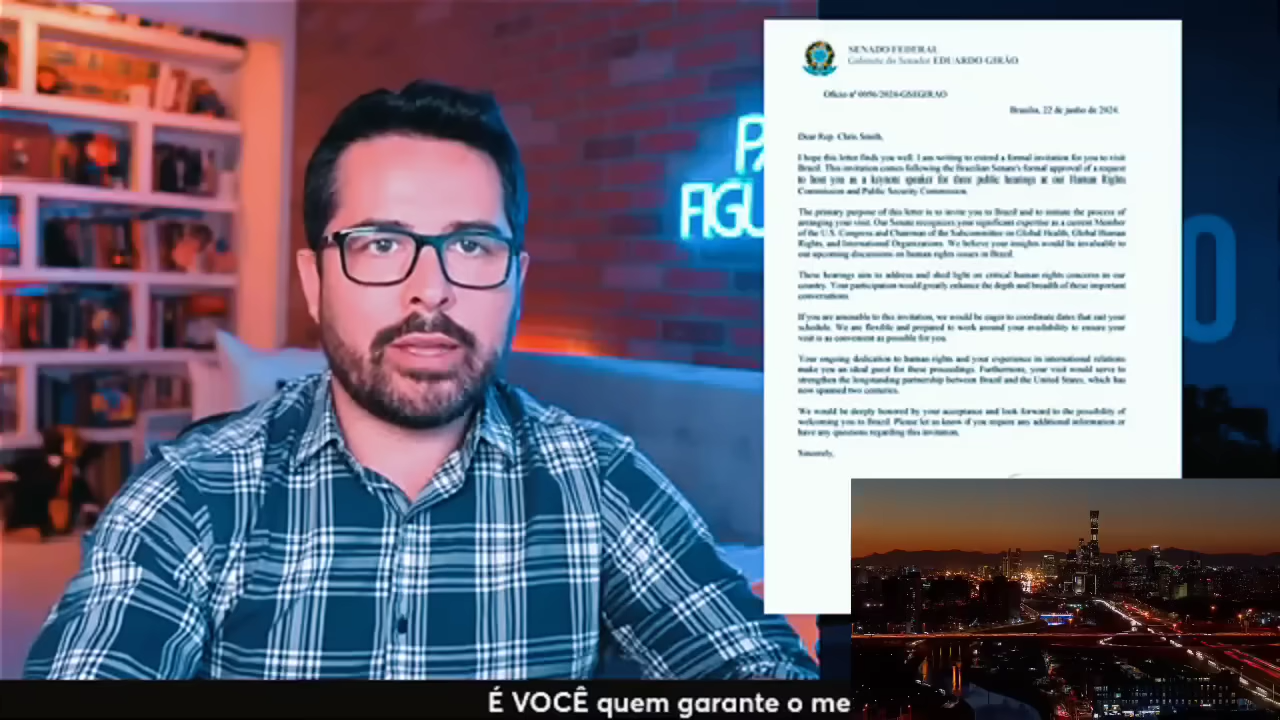 PA
FIGU
O
SENADO FEDERAL
Gabinete do Senador EDUARDO GIRÃO
Ofício nº 0056/2024-GSEGIRAO
Brasília, 22 de junho de 2024.
Dear Rep. Chris Smith,
I hope this letter finds you well. I am writing to extend a formal invitation for you to visit
Brazil. This invitation comes following the Brazilian Senate's formal approval of a request
to host you as a keynote speaker for three public hearings at our Human Rights
Commission and Public Security Commission.
The primary purpose of this letter is to invite you to Brazil and to initiate the process of
arranging your visit. Our Senate recognizes your significant expertise as a current Member
of the U.S. Congress and Chairman of the Subcommittee on Global Health, Global Human
Rights, and International Organizations. We believe your insights would be invaluable to
our upcoming discussions on human rights issues in Brazil.
These hearings aim to address and shed light on critical human rights concerns in our
country. Your participation would greatly enhance the depth and breadth of these important
conversations.
If you are amenable to this invitation, we would be eager to coordinate dates that suit your
schedule. We are flexible and prepared to work around your availability to ensure your
visit is as convenient as possible for you.
Your ongoing dedication to human rights and your experience in international relations
make you an ideal guest for these proceedings. Furthermore, your visit would serve to
strengthen the longstanding partnership between Brazil and the United States, which has
now spanned two centuries.
We would be deeply honored by your acceptance and look forward to the possibility of
welcoming you to Brazil. Please let us know if you require any additional information or
have any questions regarding this invitation.
Sincerely,
É VOCÊ quem garante o me